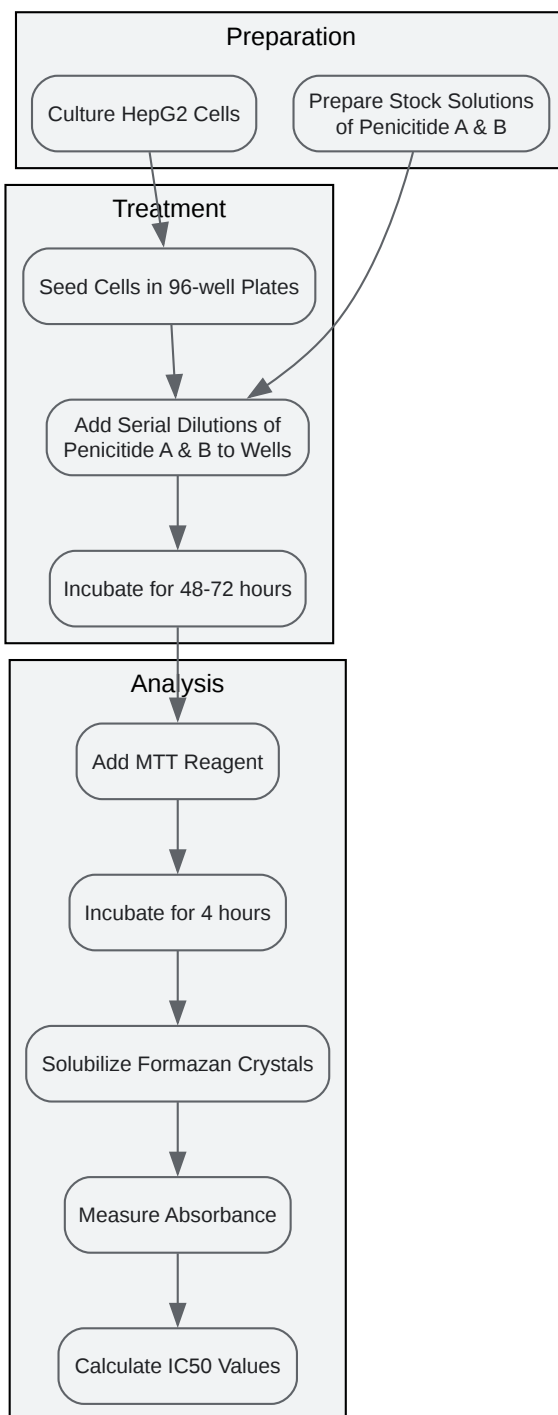 Preparation
Culture HepG2 Cells
Prepare Stock Solutions
of Penicitide A & B
Treatment
Seed Cells in 96-well Plates
Add Serial Dilutions of
Penicitide A & B to Wells
Incubate for 48-72 hours
Analysis
Add MTT Reagent
Incubate for 4 hours
Solubilize Formazan Crystals
Measure Absorbance
Calculate IC50 Values